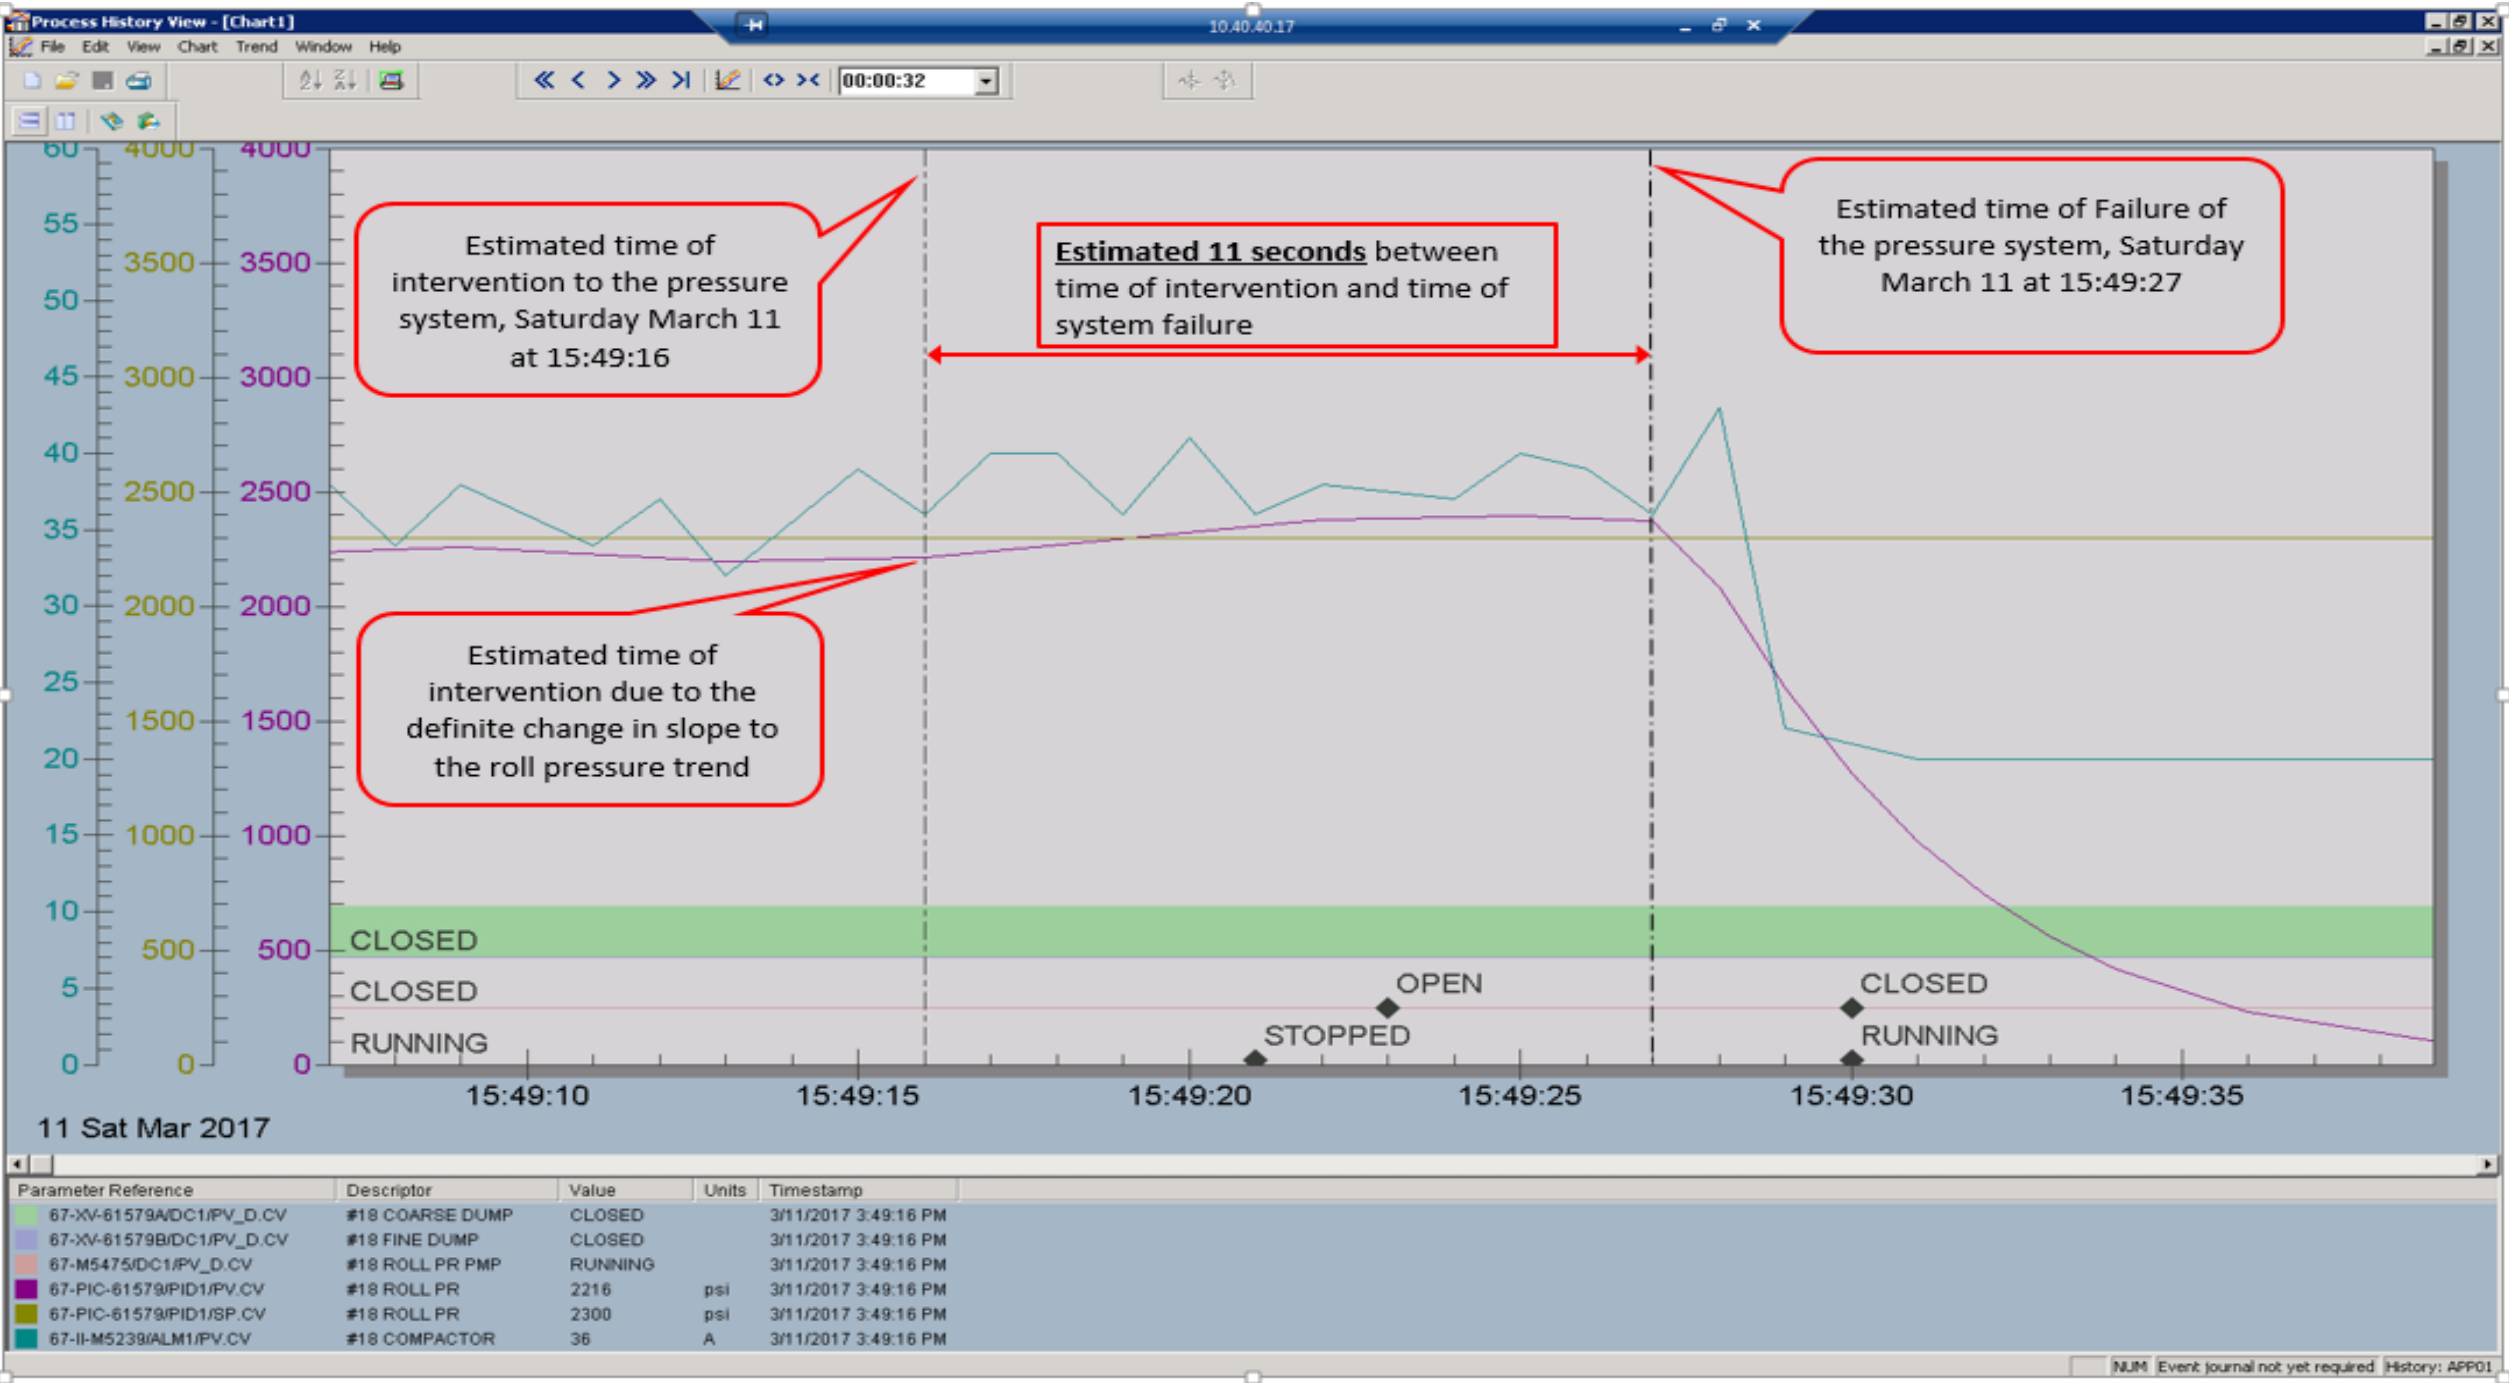 Process History View - [Chart1]
10.40.40.17
File Edit View Chart Trend Window Help
00:00:32
60 4000 4000
55
3500 3500
50
45 3000 3000
40
2500 2500
35
30 2000 2000
25
1500 1500
20
15 1000 1000
10
500 500
5
0 0 0
Estimated time of
intervention to the pressure
system, Saturday March 11
at 15:49:16
Estimated 11 seconds between
time of intervention and time of
system failure
Estimated time of Failure of
the pressure system, Saturday
March 11 at 15:49:27
Estimated time of
intervention due to the
definite change in slope to
the roll pressure trend
CLOSED
CLOSED OPEN CLOSED
RUNNING STOPPED RUNNING
15:49:10 15:49:15 15:49:20 15:49:25 15:49:30 15:49:35
11 Sat Mar 2017
Parameter Reference Descriptor Value Units Timestamp
67-XV-61579A/DC1/PV_D.CV #18 COARSE DUMP CLOSED 3/11/2017 3:49:16 PM
67-XV-61579B/DC1/PV_D.CV #18 FINE DUMP CLOSED 3/11/2017 3:49:16 PM
67-M5475/DC1/PV_D.CV #18 ROLL PR PMP RUNNING 3/11/2017 3:49:16 PM
67-PIC-61579/PID1/PV.CV #18 ROLL PR 2216 psi 3/11/2017 3:49:16 PM
67-PIC-61579/PID1/SP.CV #18 ROLL PR 2300 psi 3/11/2017 3:49:16 PM
67-II-M5239/ALM1/PV.CV #18 COMPACTOR 36 A 3/11/2017 3:49:16 PM
NUM Event journal not yet required History: APP01